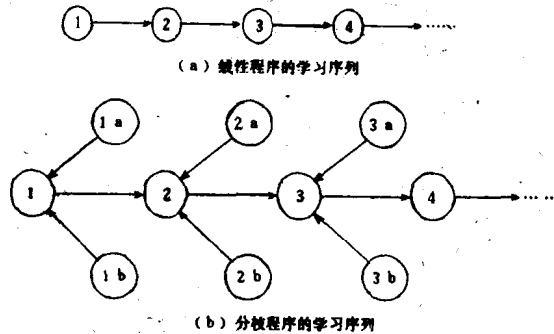 1 2 3 4 ……
(a)线性程序的学习序列
1a 2a 3a
1 2 3 4 ……
1b 2b 3b
(b)分枝程序的学习序列